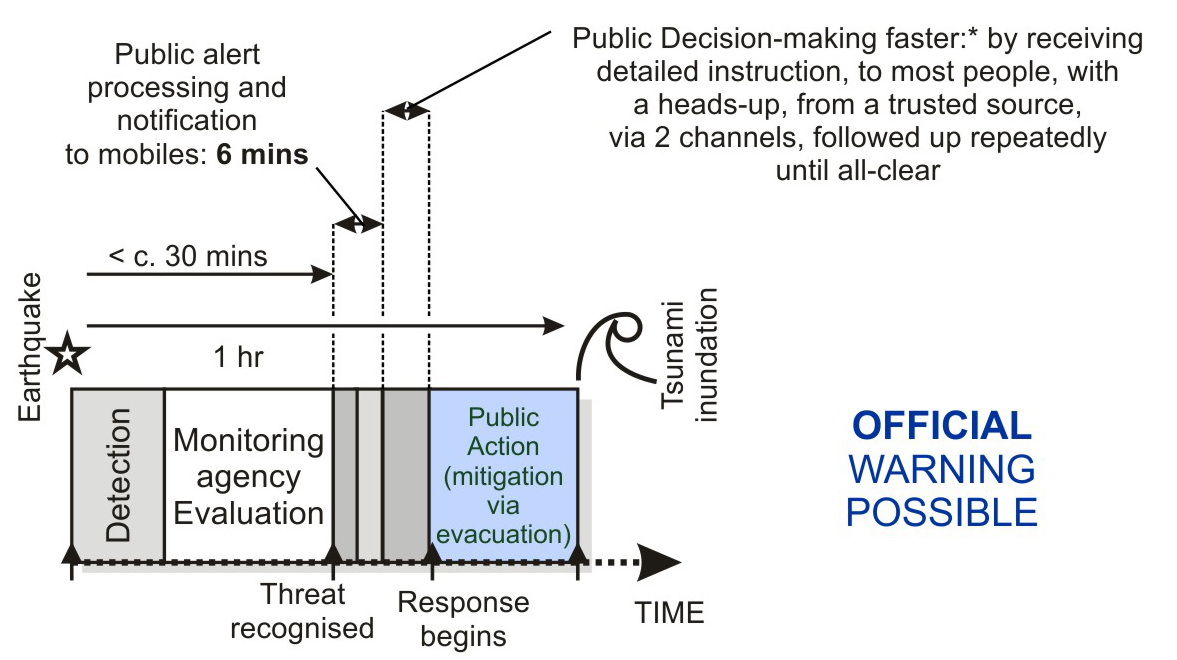 Public alert
processing and
notification
to mobiles: 6 mins
Public Decision-making faster:* by receiving
detailed instruction, to most people, with
a heads-up, from a trusted source,
via 2 channels, followed up repeatedly
until all-clear
< c. 30 mins
Earthquake
1 hr
Tsunami
inundation
Detection
Monitoring
agency
Evaluation
Public
Action
(mitigation
via
evacuation)
OFFICIAL
WARNING
POSSIBLE
Threat
recognised
Response
begins
TIME